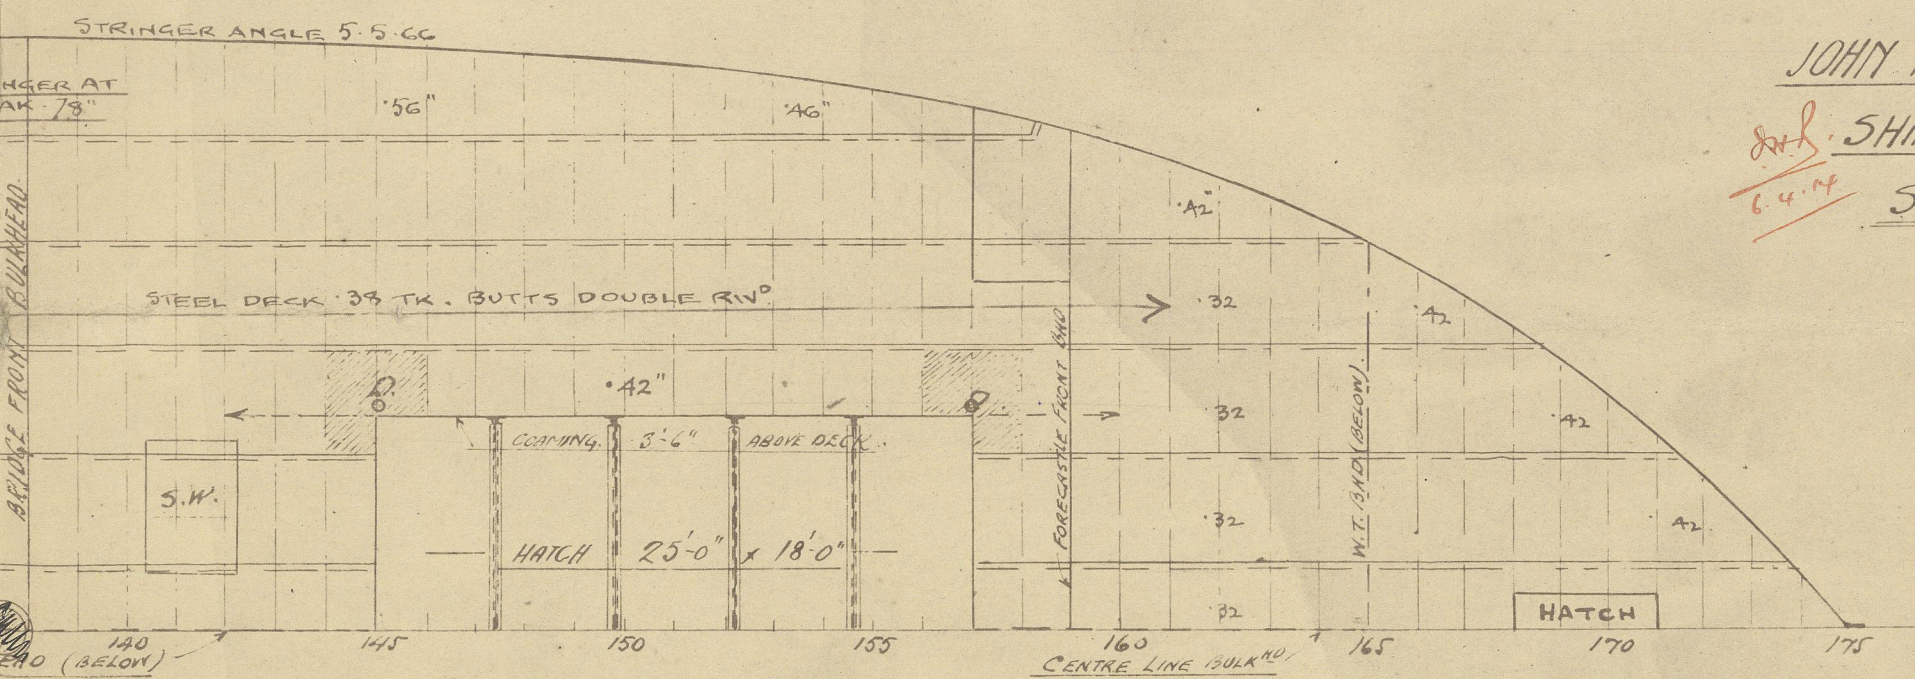 STRINGER ANGLE 5·5·66
NGER AT
AK ·78"
·56"
·46"
JOHN
SHI
6.4.14
S
·42"
BRIDGE FRONT BULKHEAD.
STEEL DECK ·38 TK. BUTTS DOUBLE RIVD
·32
·42
·42"
FORECASTLE FRONT BHD
W.T. BHD. (BELOW).
COAMING. 3'-6" ABOVE DECK.
·32
·42
S.W.
HATCH 25'-0" x 18'-0"
·32
·42
·32
HATCH
140 145 150 155 160 165 170 175
EAD (BELOW)
CENTRE LINE BULKHD